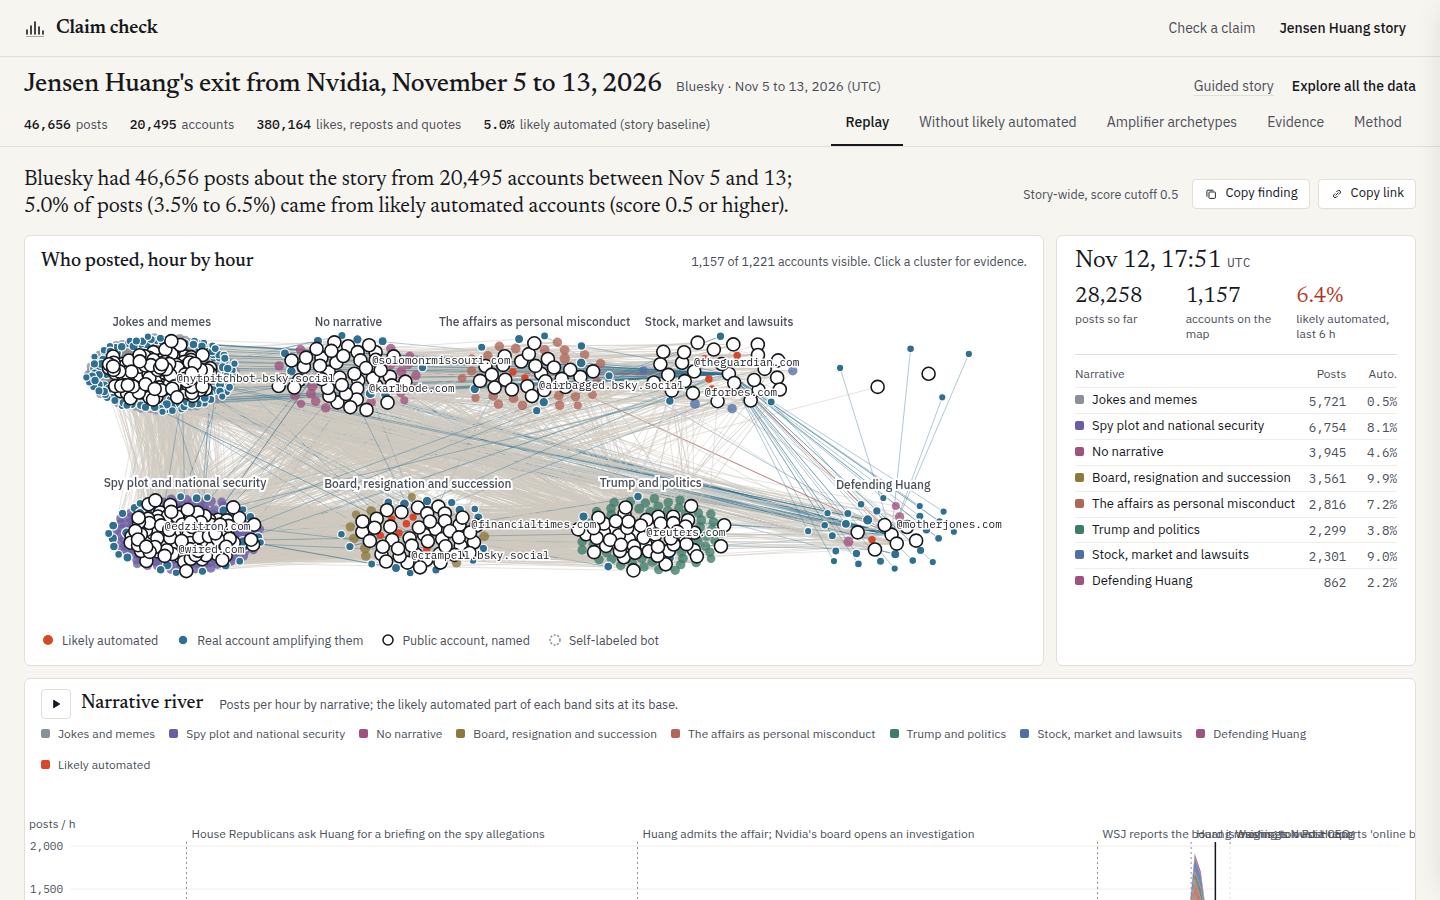 Claim check
Check a claim
Jensen Huang story
Jensen Huang's exit from Nvidia, November 5 to 13, 2026
Bluesky · Nov 5 to 13, 2026 (UTC)
Guided story
Explore all the data
46,656 posts
20,495 accounts
380,164 likes, reposts and quotes
5.0% likely automated (story baseline)
Replay
Without likely automated
Amplifier archetypes
Evidence
Method
Bluesky had 46,656 posts about the story from 20,495 accounts between Nov 5 and 13;
5.0% of posts (3.5% to 6.5%) came from likely automated accounts (score 0.5 or higher).
Story-wide, score cutoff 0.5
Copy finding
Copy link
Who posted, hour by hour
1,157 of 1,221 accounts visible. Click a cluster for evidence.
Jokes and memes
No narrative
The affairs as personal misconduct
Stock, market and lawsuits
@solomonrmissouri.com
@theguardian.com
@nytpitchbot.bsky.social
@karlbode.com
@airbagged.bsky.social
@forbes.com
Spy plot and national security
Board, resignation and succession
Trump and politics
Defending Huang
@edzitron.com
@financialtimes.com
@reuters.com
@motherjones.com
@wired.com
@crampell.bsky.social
Likely automated
Real account amplifying them
Public account, named
Self-labeled bot
Nov 12, 17:51 UTC
28,258
1,157
6.4%
posts so far
accounts on the map
likely automated, last 6 h
Narrative Posts Auto.
Jokes and memes 5,721 0.5%
Spy plot and national security 6,754 8.1%
No narrative 3,945 4.6%
Board, resignation and succession 3,561 9.9%
The affairs as personal misconduct 2,816 7.2%
Trump and politics 2,299 3.8%
Stock, market and lawsuits 2,301 9.0%
Defending Huang 862 2.2%
Narrative river
Posts per hour by narrative; the likely automated part of each band sits at its base.
Jokes and memes
Spy plot and national security
No narrative
Board, resignation and succession
The affairs as personal misconduct
Trump and politics
Stock, market and lawsuits
Defending Huang
Likely automated
posts / h
House Republicans ask Huang for a briefing on the spy allegations
Huang admits the affair; Nvidia's board opens an investigation
WSJ reports the
2,000
1,500